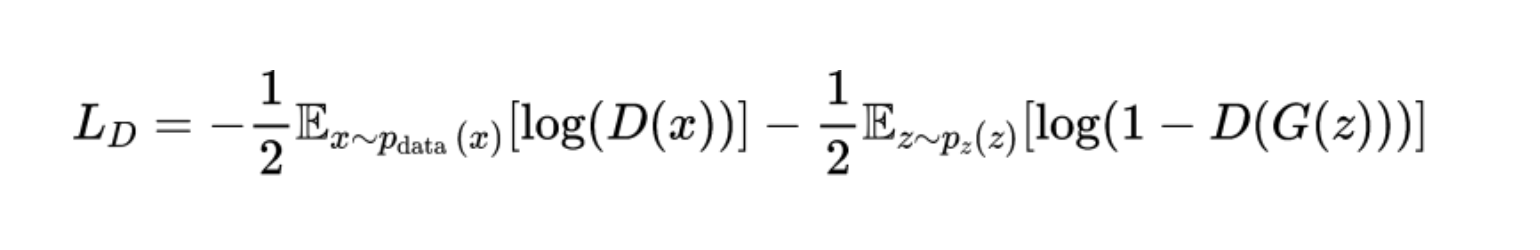 L_D = -\frac{1}{2}\mathbb{E}_{x\sim p_{\text{data}}(x)}[\log(D(x))] - \frac{1}{2}\mathbb{E}_{z\sim p_z(z)}[\log(1 - D(G(z)))]